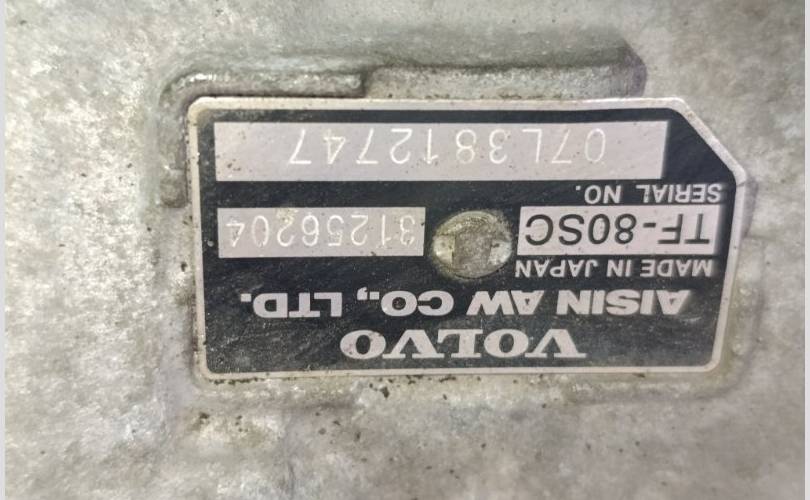 VOLVO
AISIN AW CO., LTD.
MADE IN JAPAN
TF-80SC 31256204
SERIAL NO.
07L3812747